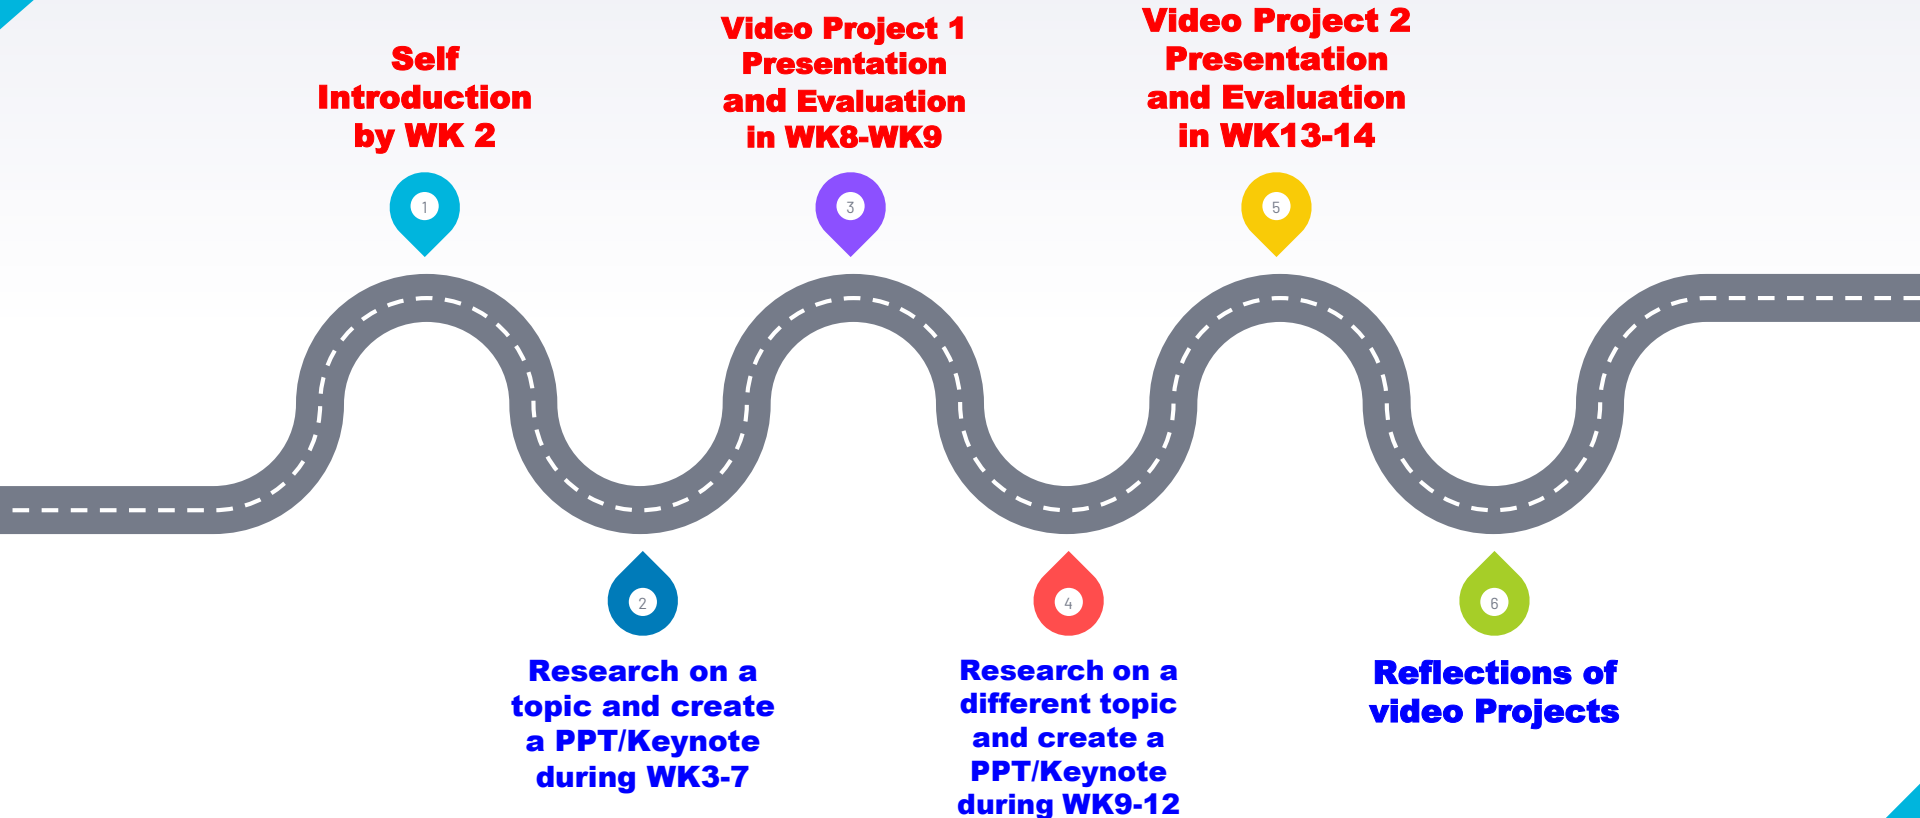 Self
Introduction
by WK 2
1
Research on a
topic and create
a PPT/Keynote
during WK3-7
2
Video Project 1
Presentation
and Evaluation
in WK8-WK9
3
Research on a
different topic
and create a
PPT/Keynote
during WK9-12
4
Video Project 2
Presentation
and Evaluation
in WK13-14
5
Reflections of
video Projects
6